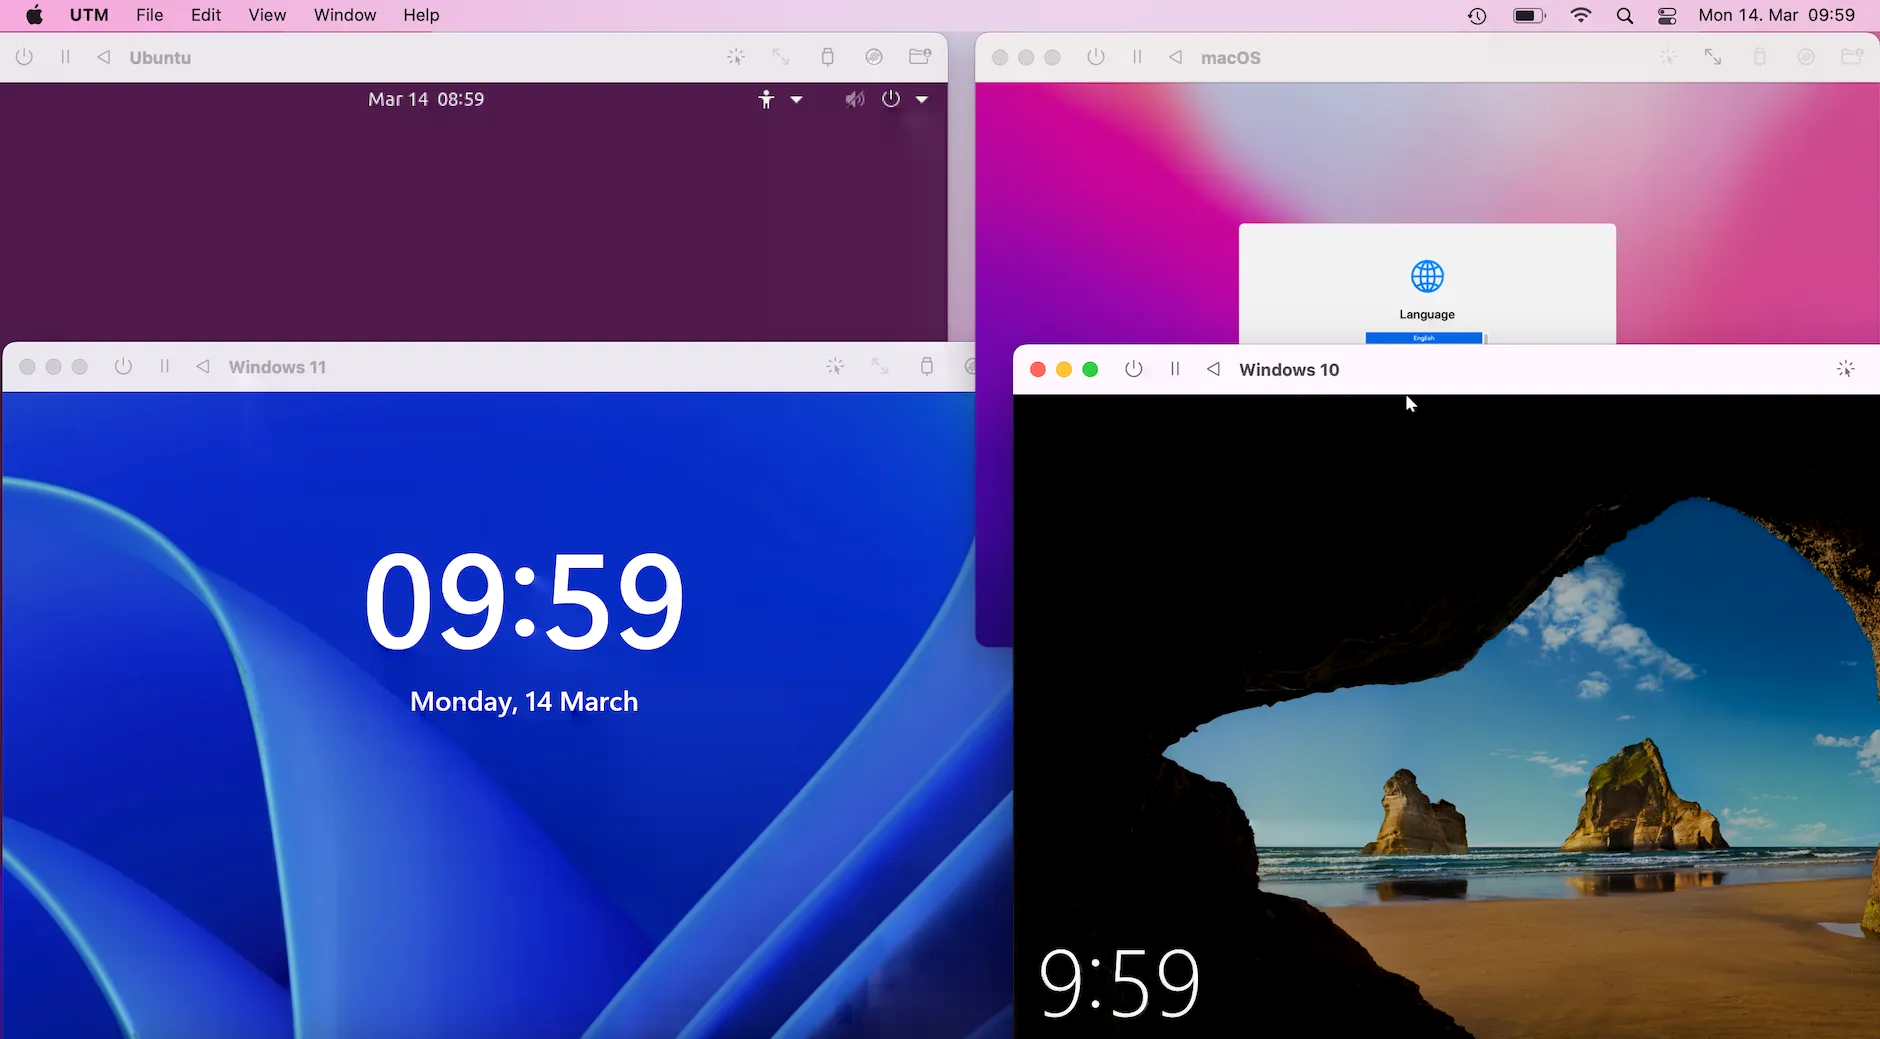 UTM File Edit View Window Help Mon 14. Mar 09:59
Ubuntu
macOS
Mar 14 08:59
Language
English
Windows 11
Windows 10
09:59
Monday, 14 March
9:59